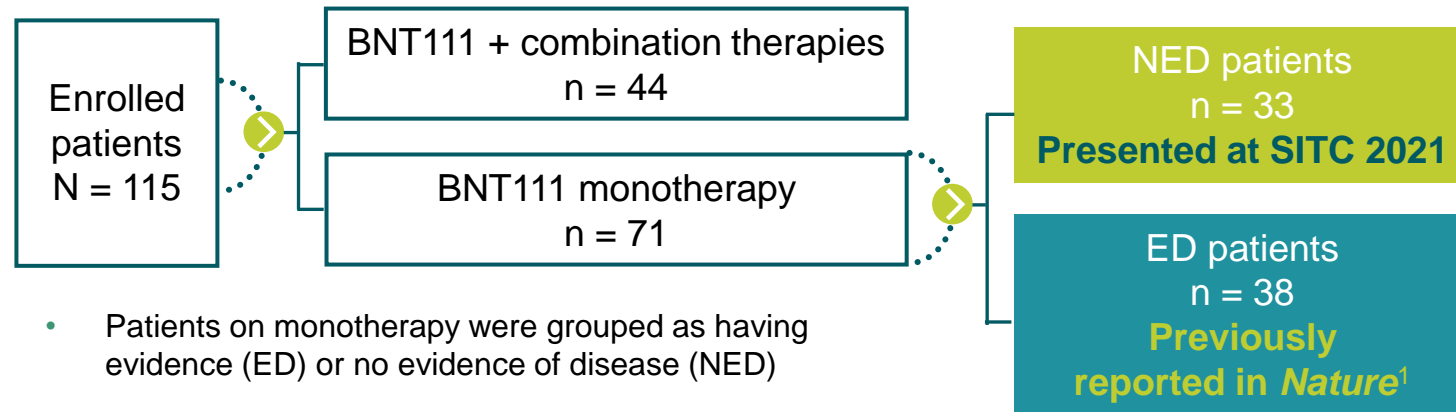 Enrolled
patients
N = 115
BNT111 + combination therapies
n = 44
BNT111 monotherapy
n = 71
NED patients
n = 33
Presented at SITC 2021
ED patients
n = 38
Previously
reported in Nature¹
• Patients on monotherapy were grouped as having
evidence (ED) or no evidence of disease (NED)